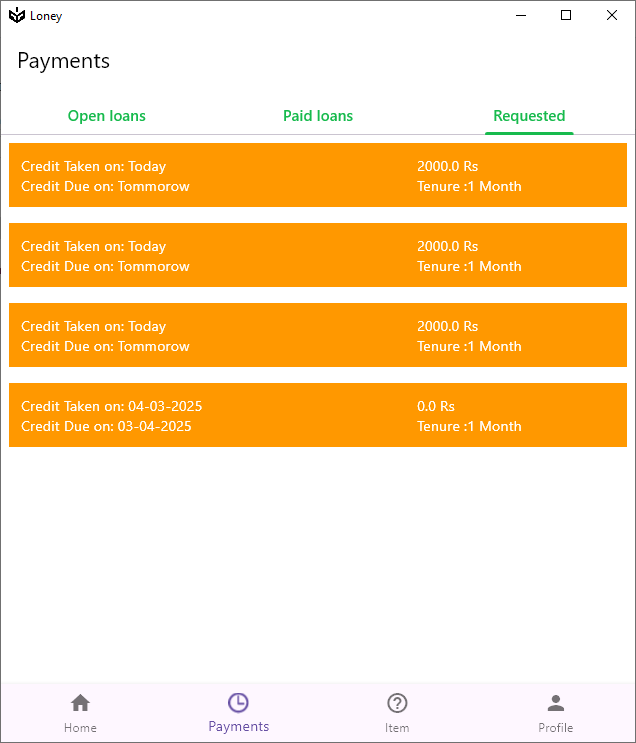 Loney
Payments
Open loans
Paid loans
Requested
Credit Taken on: Today
2000.0 Rs
Credit Due on: Tommorow
Tenure :1 Month
Credit Taken on: Today
2000.0 Rs
Credit Due on: Tommorow
Tenure :1 Month
Credit Taken on: Today
2000.0 Rs
Credit Due on: Tommorow
Tenure :1 Month
Credit Taken on: 04-03-2025
0.0 Rs
Credit Due on: 03-04-2025
Tenure :1 Month
Home
Payments
Item
Profile